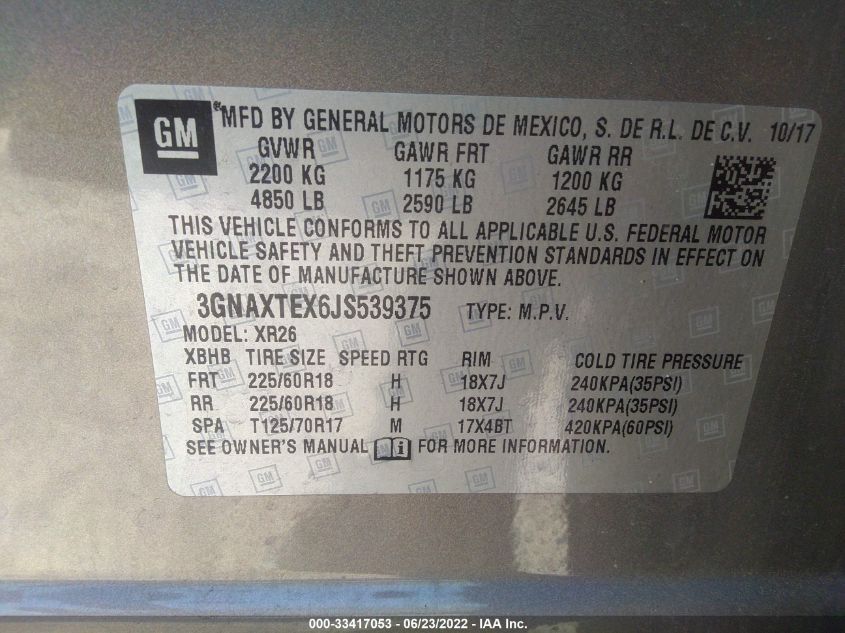 GM MFD BY GENERAL MOTORS DE MEXICO, S. DE R.L. DE C.V. 10/17
GVWR GAWR FRT GAWR RR
2200 KG 1175 KG 1200 KG
4850 LB 2590 LB 2645 LB
THIS VEHICLE CONFORMS TO ALL APPLICABLE U.S. FEDERAL MOTOR
VEHICLE SAFETY AND THEFT PREVENTION STANDARDS IN EFFECT ON
THE DATE OF MANUFACTURE SHOWN ABOVE.
3GNAXTEX6JS539375 TYPE: M.P.V.
MODEL: XR26
XBHB TIRE SIZE SPEED RTG RIM COLD TIRE PRESSURE
FRT 225/60R18 H 18X7J 240KPA(35PSI)
RR 225/60R18 H 18X7J 240KPA(35PSI)
SPA T125/70R17 M 17X4BT 420KPA(60PSI)
SEE OWNER'S MANUAL i FOR MORE INFORMATION.
000-33417053 - 06/23/2022 - IAA Inc.